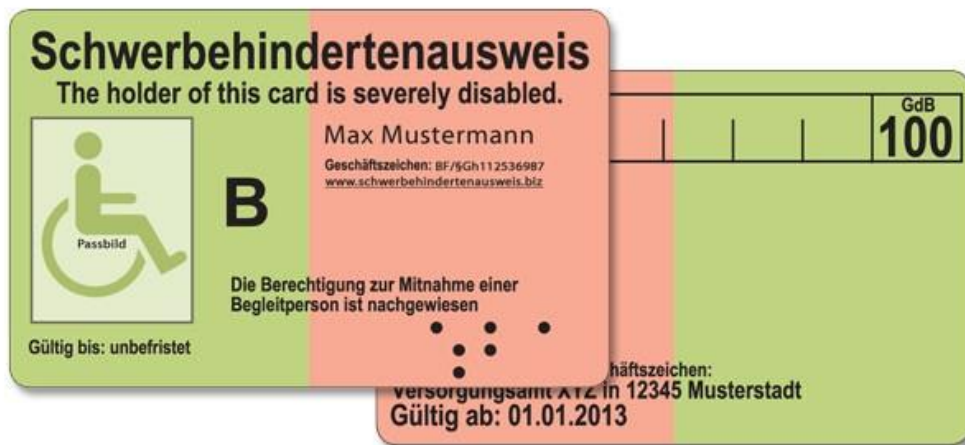 Schwerbehindertenausweis
The holder of this card is severely disabled.
Max Mustermann
Geschäftszeichen: BF/§Gh112536987
www.schwerbehindertenausweis.biz
B
Passbild
Die Berechtigung zur Mitnahme einer
Begleitperson ist nachgewiesen
Gültig bis: unbefristet
GdB
100
häftszeichen:
Versorgungsamt XYZ in 12345 Musterstadt
Gültig ab: 01.01.2013